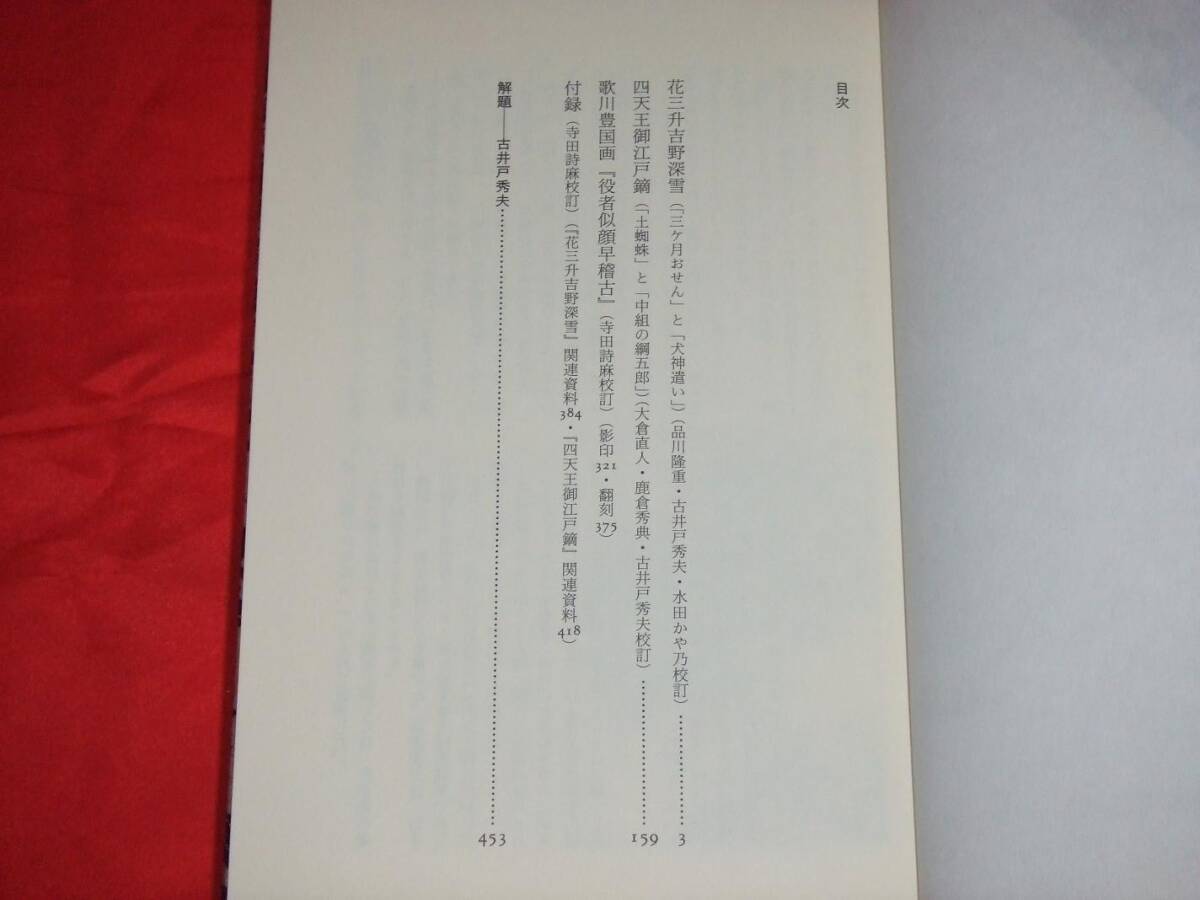 目次
花三升吉野深雪(「三ケ月おせん」と「犬神遣い」)(品川隆重・古井戸秀夫・水田かや乃校訂)……………………3
四天王御江戸鏑(「土蜘蛛」と「中組の綱五郎」)(大倉直人・鹿倉秀典・古井戸秀夫校訂)……………………159
歌川豊国画『役者似顔早稽古』(寺田詩麻校訂)(影印321・翻刻375)
付録(寺田詩麻校訂)(『花三升吉野深雪』関連資料384・『四天王御江戸鏑』関連資料418)
解題――古井戸秀夫……………………453